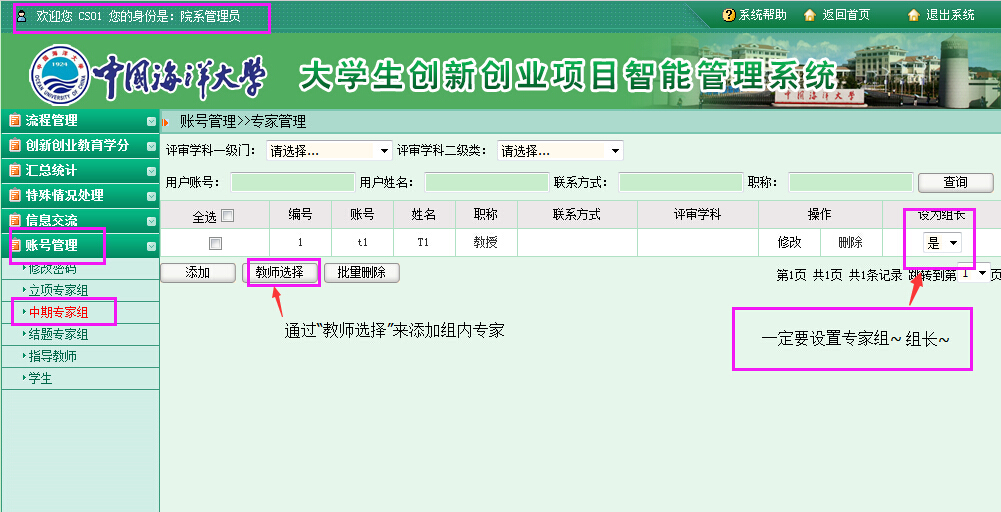 欢迎您 CS01 您的身份是：院系管理员
系统帮助 返回首页 退出系统
1924
中国海洋大学
大学生创新创业项目智能管理系统
中国海洋大学
流程管理
创新创业教育学分
汇总统计
特殊情况处理
信息交流
账号管理
修改密码
立项专家组
中期专家组
结题专家组
指导教师
学生
账号管理>>专家管理
评审学科一级门： 请选择... 评审学科二级类： 请选择...
用户账号： 用户姓名： 联系方式： 职称： 查询
全选 编号 账号 姓名 职称 联系方式 评审学科 操作 设为组长
1 t1 T1 教授 修改 删除 是
添加 教师选择 批量删除 第1页 共1页 共1条记录 跳转到第 1 页
通过“教师选择”来添加组内专家
一定要设置专家组~ 组长~